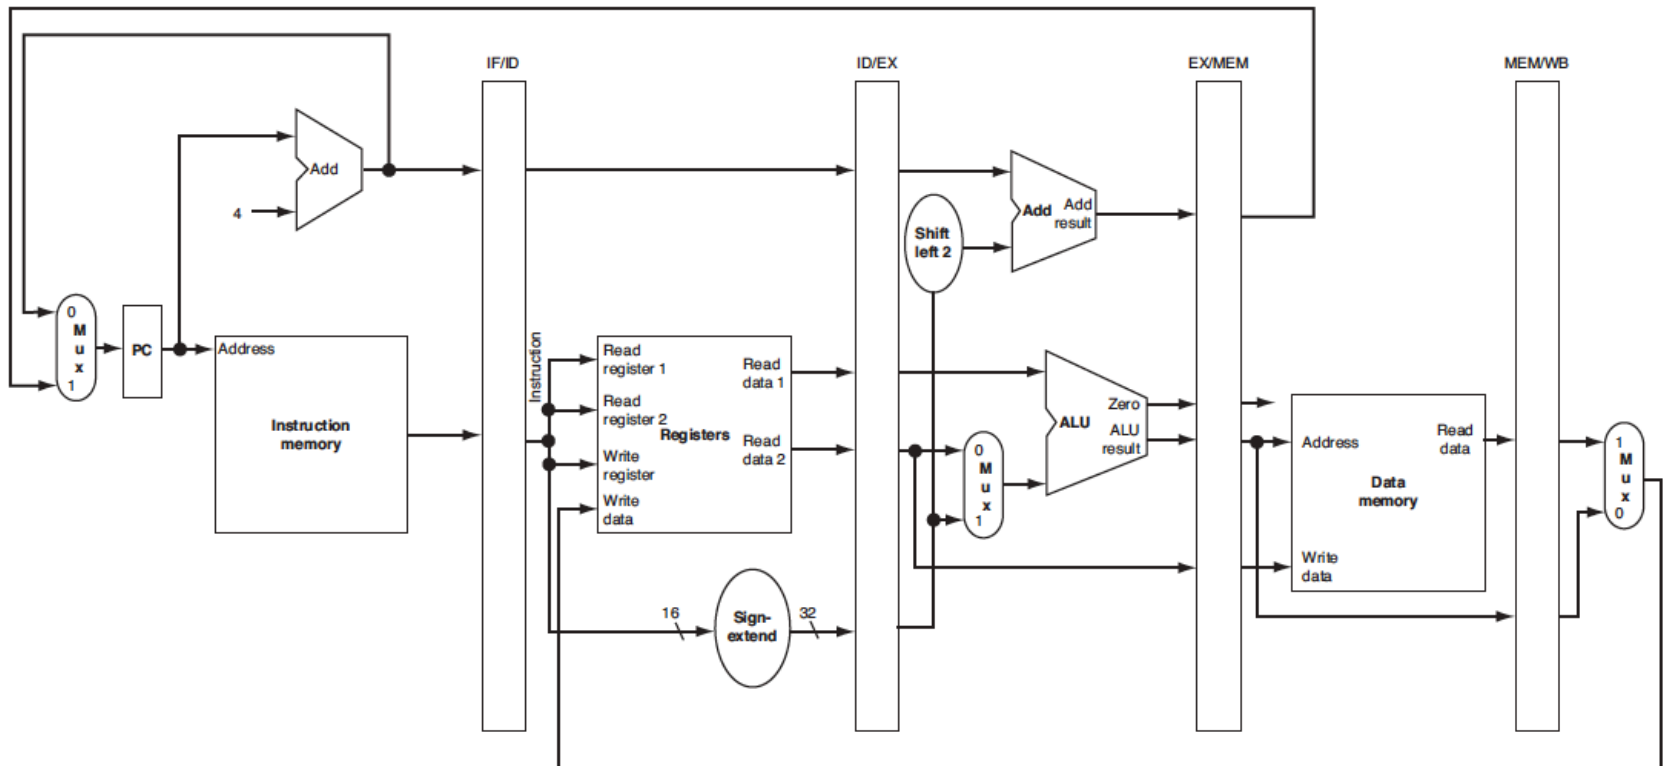 IF/ID
ID/EX
EX/MEM
MEM/WB
Add
4
Add
Add
result
Shift
left 2
0
M
u
x
1
PC
Address
Instruction
memory
Instruction
Read
register 1
Read
register 2
Write
register
Write
data
Registers
Read
data 1
Read
data 2
16
Sign-
extend
32
0
M
u
x
1
Zero
ALU
ALU
result
Address
Read
data
Data
memory
Write
data
1
M
u
x
0